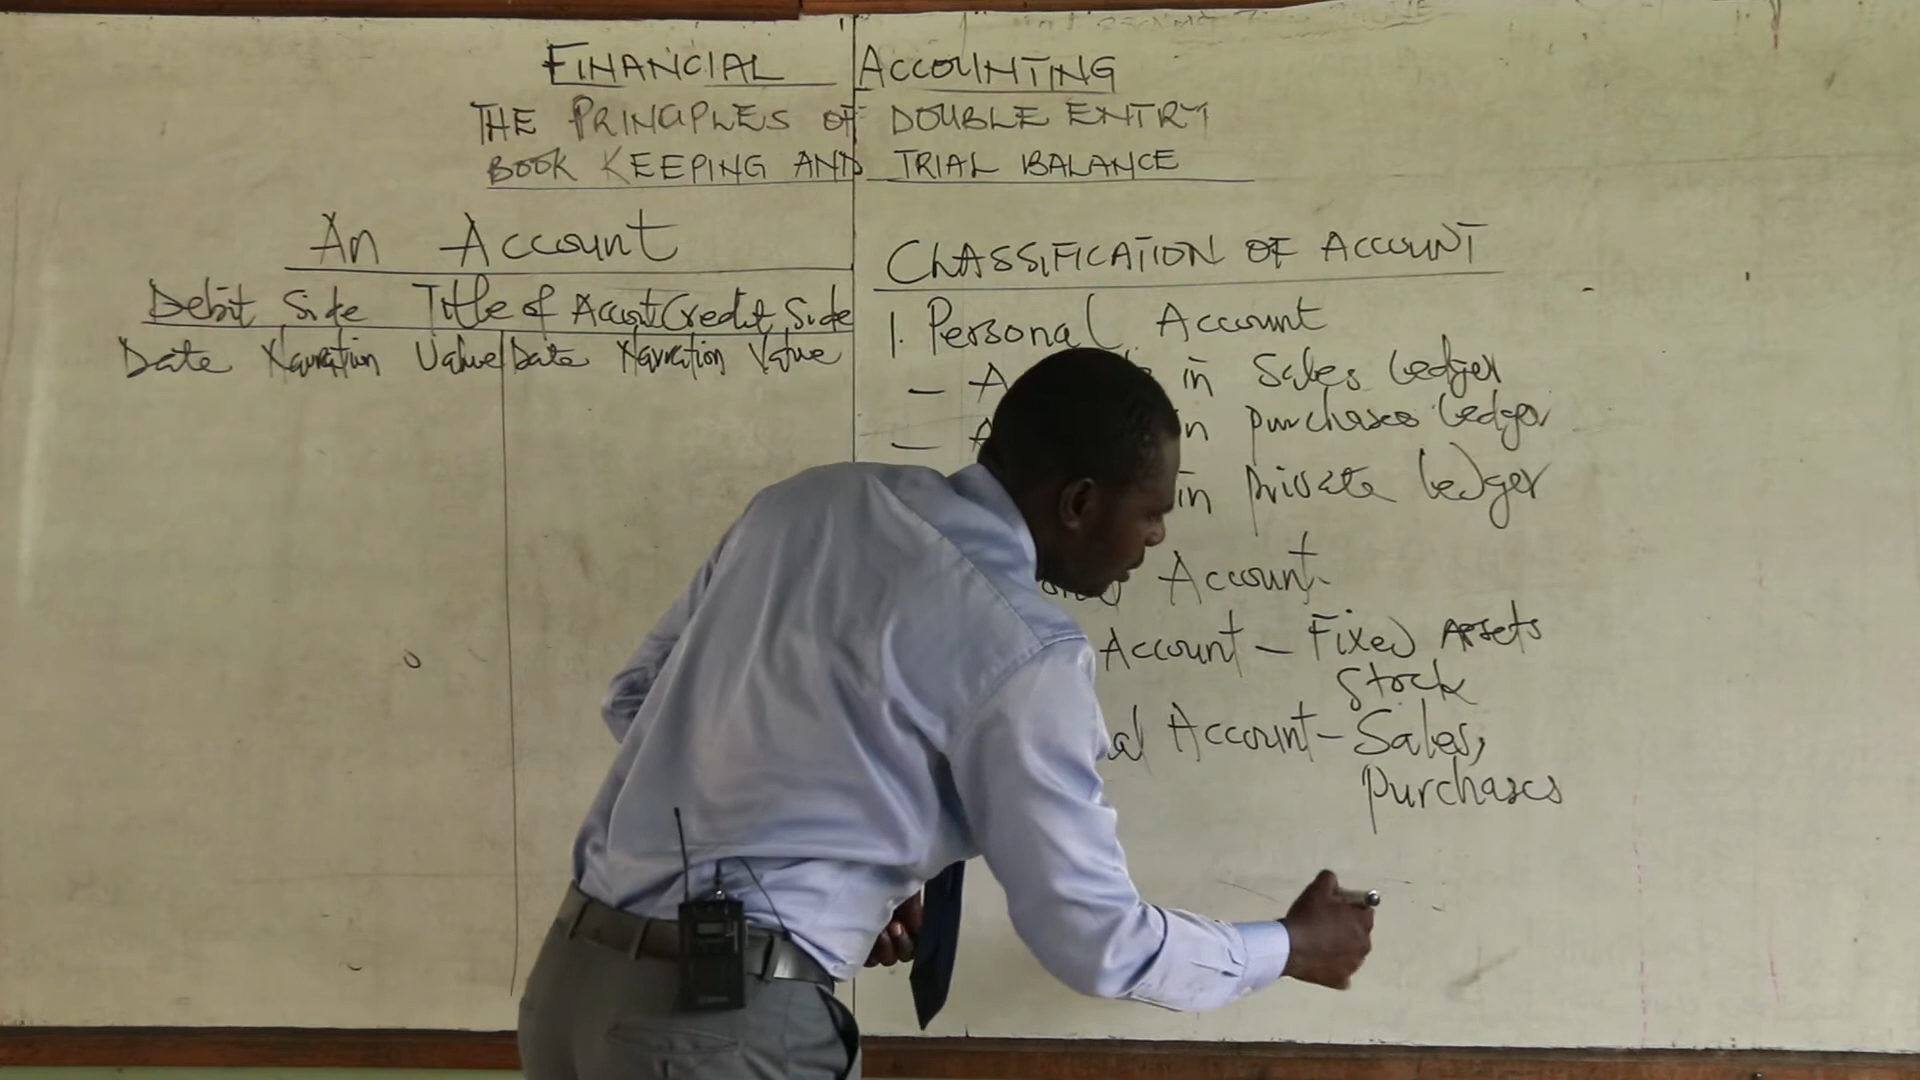 FINANCIAL ACCOUNTING
THE PRINCIPLES OF DOUBLE ENTRY
BOOK KEEPING AND TRIAL BALANCE
An Account
Debit Side Title of Account Credit Side
Date Narration Value Date Narration Value
CLASSIFICATION OF ACCOUNT
1. Personal Account
- A in Sales Ledger
- A in purchases Ledger
in private Ledger
Account
Account - Fixed Assets
Stock
al Account - Sales,
purchases